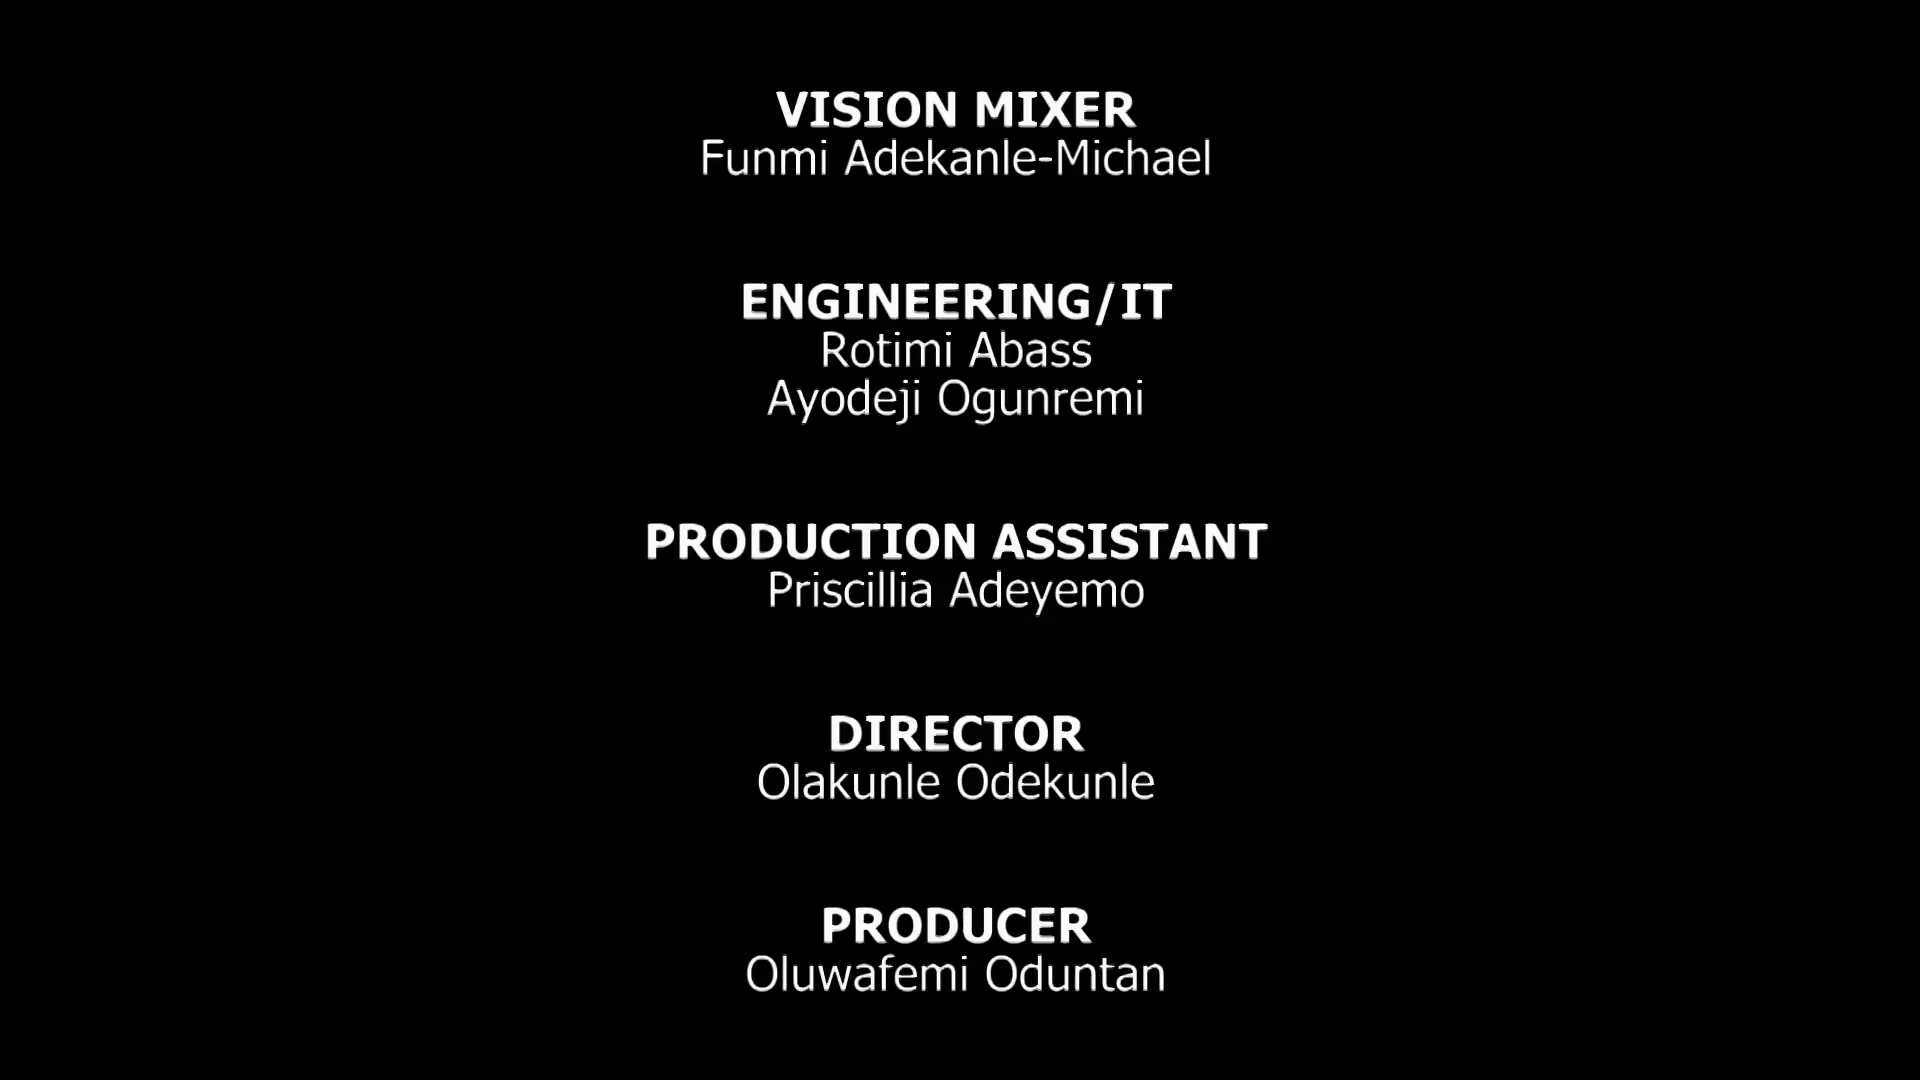 VISION MIXER
Funmi Adekanle-Michael
ENGINEERING/IT
Rotimi Abass
Ayodeji Ogunremi
PRODUCTION ASSISTANT
Priscillia Adeyemo
DIRECTOR
Olakunle Odekunle
PRODUCER
Oluwafemi Oduntan